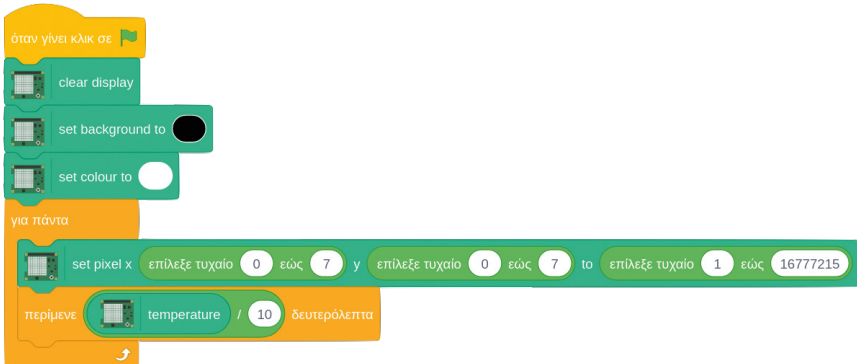 όταν γίνει κλικ σε
clear display
set background to
set colour to
για πάντα
set pixel x επίλεξε τυχαίο 0 εώς 7 y επίλεξε τυχαίο 0 εώς 7 to επίλεξε τυχαίο 1 εώς 16777215
περίμενε temperature / 10 δευτερόλεπτα